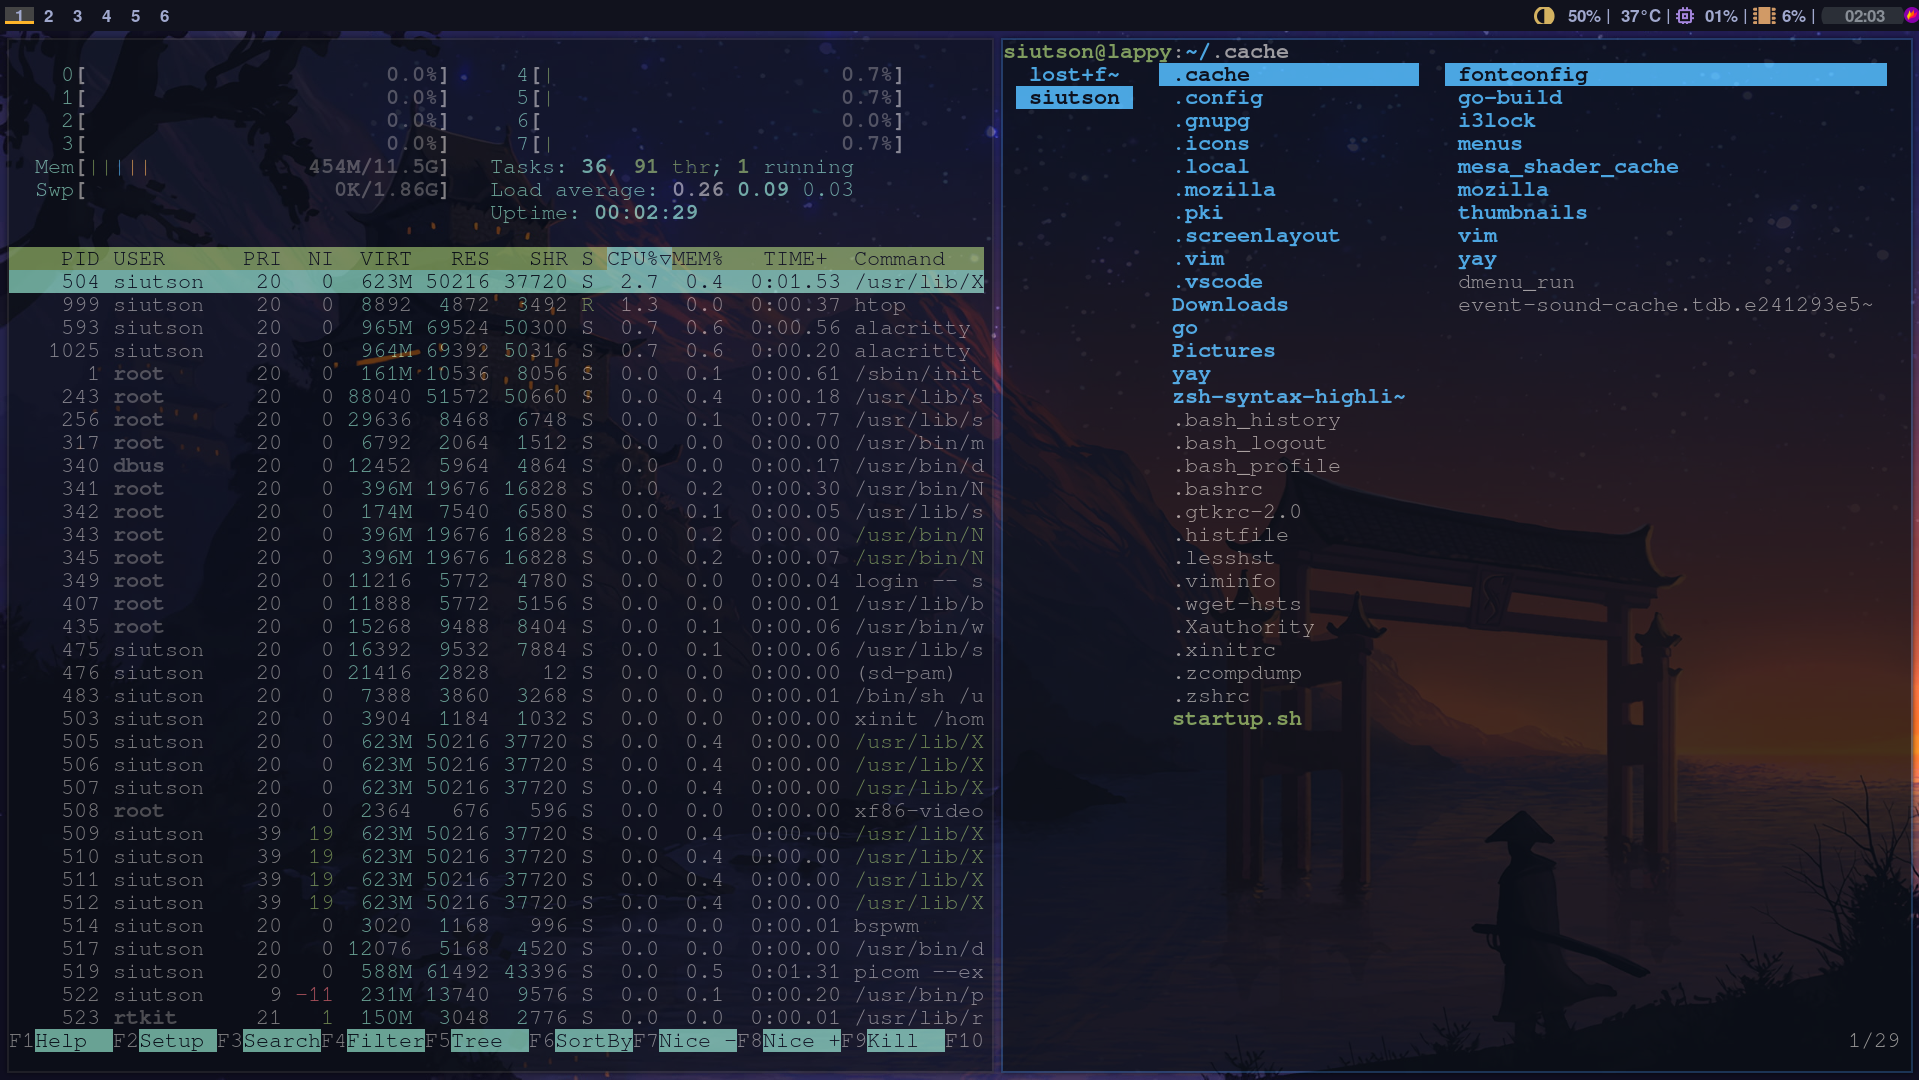 1 2 3 4 5 6 50% | 37°C | 01% | 6% | 02:03
0[ 0.0%] 4[| 0.7%]
1[ 0.0%] 5[| 0.7%]
2[ 0.0%] 6[ 0.0%]
3[ 0.0%] 7[| 0.7%]
Mem[||||| 454M/11.5G] Tasks: 36, 91 thr; 1 running
Swp[ 0K/1.86G] Load average: 0.26 0.09 0.03
Uptime: 00:02:29
PID USER PRI NI VIRT RES SHR S CPU%▽MEM% TIME+ Command
504 siutson 20 0 623M 50216 37720 S 2.7 0.4 0:01.53 /usr/lib/X
999 siutson 20 0 8892 4872 3492 R 1.3 0.0 0:00.37 htop
593 siutson 20 0 965M 69524 50300 S 0.7 0.6 0:00.56 alacritty
1025 siutson 20 0 964M 69392 50316 S 0.7 0.6 0:00.20 alacritty
1 root 20 0 161M 10536 8056 S 0.0 0.1 0:00.61 /sbin/init
243 root 20 0 88040 51572 50660 S 0.0 0.4 0:00.18 /usr/lib/s
256 root 20 0 29636 8468 6748 S 0.0 0.1 0:00.77 /usr/lib/s
317 root 20 0 6792 2064 1512 S 0.0 0.0 0:00.00 /usr/bin/m
340 dbus 20 0 12452 5964 4864 S 0.0 0.0 0:00.17 /usr/bin/d
341 root 20 0 396M 19676 16828 S 0.0 0.2 0:00.30 /usr/bin/N
342 root 20 0 174M 7540 6580 S 0.0 0.1 0:00.05 /usr/lib/s
343 root 20 0 396M 19676 16828 S 0.0 0.2 0:00.00 /usr/bin/N
345 root 20 0 396M 19676 16828 S 0.0 0.2 0:00.07 /usr/bin/N
349 root 20 0 11216 5772 4780 S 0.0 0.0 0:00.04 login -- s
407 root 20 0 11888 5772 5156 S 0.0 0.0 0:00.01 /usr/lib/b
435 root 20 0 15268 9488 8404 S 0.0 0.1 0:00.06 /usr/bin/w
475 siutson 20 0 16392 9532 7884 S 0.0 0.1 0:00.06 /usr/lib/s
476 siutson 20 0 21416 2828 12 S 0.0 0.0 0:00.00 (sd-pam)
483 siutson 20 0 7388 3860 3268 S 0.0 0.0 0:00.01 /bin/sh /u
503 siutson 20 0 3904 1184 1032 S 0.0 0.0 0:00.00 xinit /hom
505 siutson 20 0 623M 50216 37720 S 0.0 0.4 0:00.00 /usr/lib/X
506 siutson 20 0 623M 50216 37720 S 0.0 0.4 0:00.00 /usr/lib/X
507 siutson 20 0 623M 50216 37720 S 0.0 0.4 0:00.00 /usr/lib/X
508 root 20 0 2364 676 596 S 0.0 0.0 0:00.00 xf86-video
509 siutson 39 19 623M 50216 37720 S 0.0 0.4 0:00.00 /usr/lib/X
510 siutson 39 19 623M 50216 37720 S 0.0 0.4 0:00.00 /usr/lib/X
511 siutson 39 19 623M 50216 37720 S 0.0 0.4 0:00.00 /usr/lib/X
512 siutson 39 19 623M 50216 37720 S 0.0 0.4 0:00.00 /usr/lib/X
514 siutson 20 0 3020 1168 996 S 0.0 0.0 0:00.01 bspwm
517 siutson 20 0 12076 5168 4520 S 0.0 0.0 0:00.00 /usr/bin/d
519 siutson 20 0 588M 61492 43396 S 0.0 0.5 0:01.31 picom --ex
522 siutson 9 -11 231M 13740 9576 S 0.0 0.1 0:00.20 /usr/bin/p
523 rtkit 21 1 150M 3048 2776 S 0.0 0.0 0:00.01 /usr/lib/r
F1Help F2Setup F3SearchF4FilterF5Tree F6SortByF7Nice -F8Nice +F9Kill F10
siutson@lappy:~/.cache
lost+f~ .cache fontconfig
siutson .config go-build
.gnupg i3lock
.icons menus
.local mesa_shader_cache
.mozilla mozilla
.pki thumbnails
.screenlayout vim
.vim yay
.vscode dmenu_run
Downloads event-sound-cache.tdb.e241293e5~
go
Pictures
yay
zsh-syntax-highli~
.bash_history
.bash_logout
.bash_profile
.bashrc
.gtkrc-2.0
.histfile
.lesshst
.viminfo
.wget-hsts
.Xauthority
.xinitrc
.zcompdump
.zshrc
startup.sh
1/29